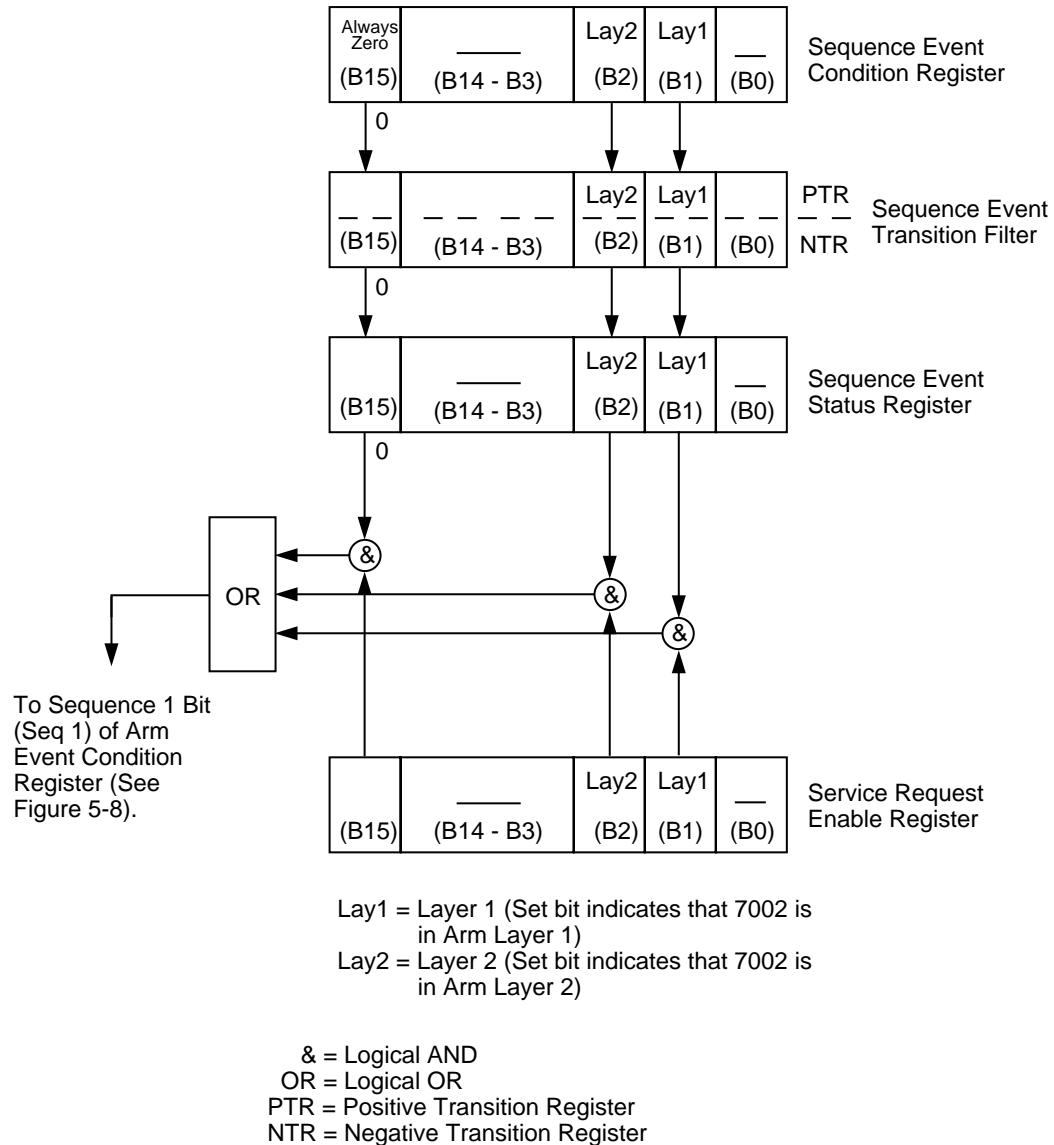 Always
Zero
Lay2
Lay1
(B15)
(B14 - B3)
(B2)
(B1)
(B0)
Sequence Event
Condition Register
0
Lay2
Lay1
(B15)
(B14 - B3)
(B2)
(B1)
(B0)
PTR
NTR
Sequence Event
Transition Filter
0
Lay2
Lay1
(B15)
(B14 - B3)
(B2)
(B1)
(B0)
Sequence Event
Status Register
0
&
OR
&
&
To Sequence 1 Bit
(Seq 1) of Arm
Event Condition
Register (See
Figure 5-8).
Lay2
Lay1
(B15)
(B14 - B3)
(B2)
(B1)
(B0)
Service Request
Enable Register
Lay1 = Layer 1 (Set bit indicates that 7002 is
in Arm Layer 1)
Lay2 = Layer 2 (Set bit indicates that 7002 is
in Arm Layer 2)
& = Logical AND
OR = Logical OR
PTR = Positive Transition Register
NTR = Negative Transition Register